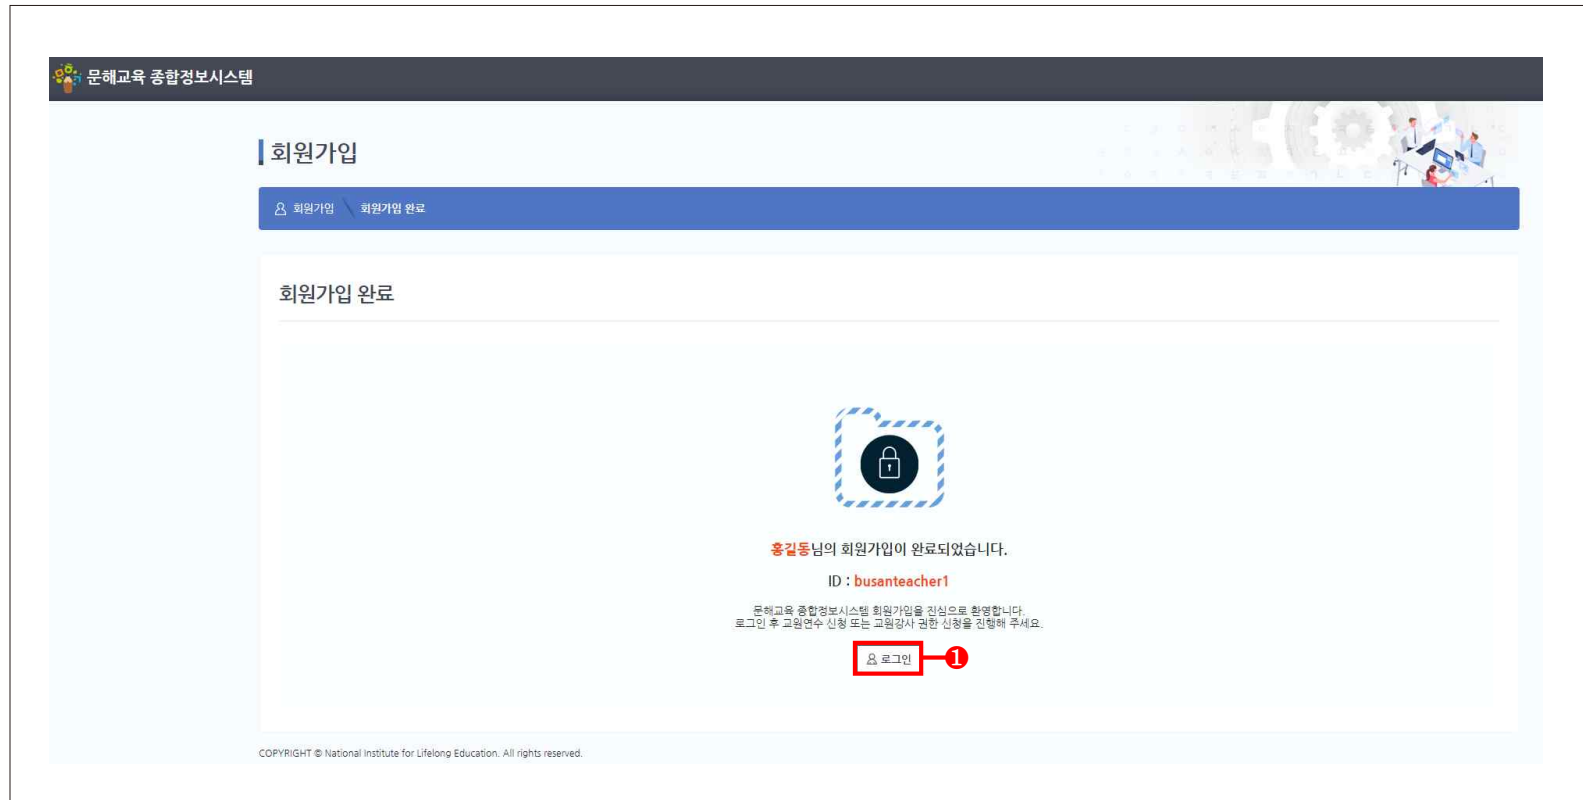 문해교육 종합정보시스템
회원가입
회원가입 회원가입 완료
회원가입 완료
홍길동님의 회원가입이 완료되었습니다.
ID : busanteacher1
문해교육 종합정보시스템 회원가입을 진심으로 환영합니다.
로그인 후 교원연수 신청 또는 교원강사 권한 신청을 진행해 주세요.
로그인 1
COPYRIGHT © National Institute for Lifelong Education. All rights reserved.